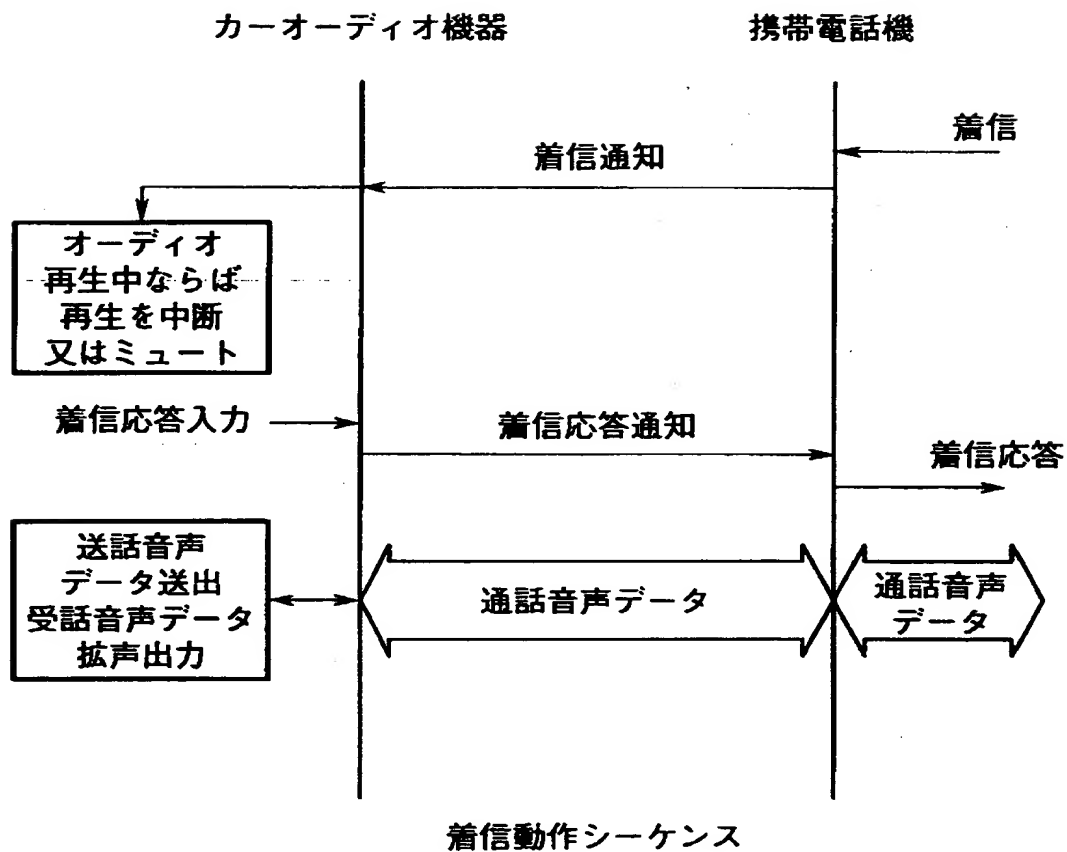 カーオーディオ機器
携帯電話機
着信
着信通知
オーディオ
再生中ならば
再生を中断
又はミュート
着信応答入力
着信応答通知
着信応答
送話音声
データ送出
受話音声データ
拡声出力
通話音声データ
通話音声
データ
着信動作シーケンス